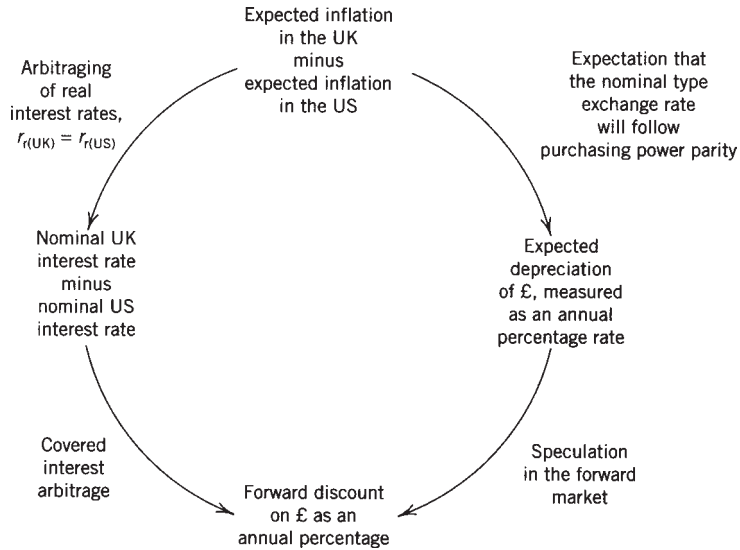 Expected inflation
in the UK
minus
expected inflation
in the US
Arbitraging
of real
interest rates,
r_r(UK) = r_r(US)
Expectation that
the nominal type
exchange rate
will follow
purchasing power parity
Nominal UK
interest rate
minus
nominal US
interest rate
Expected
depreciation
of £, measured
as an annual
percentage rate
Covered
interest
arbitrage
Speculation
in the forward
market
Forward discount
on £ as an
annual percentage